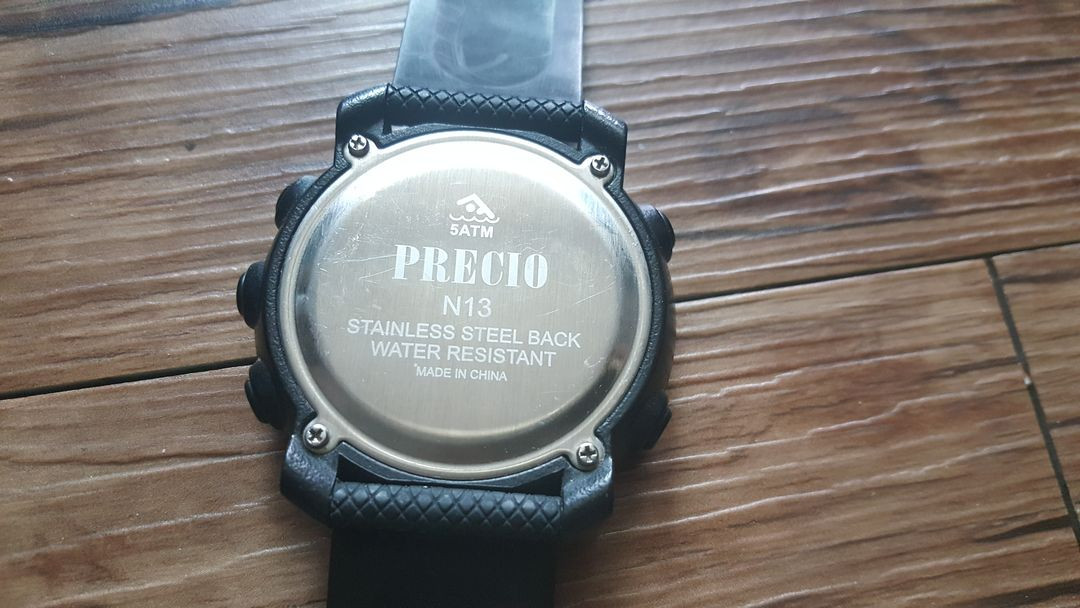 5ATM
PRECIO
N13
STAINLESS STEEL BACK
WATER RESISTANT
MADE IN CHINA